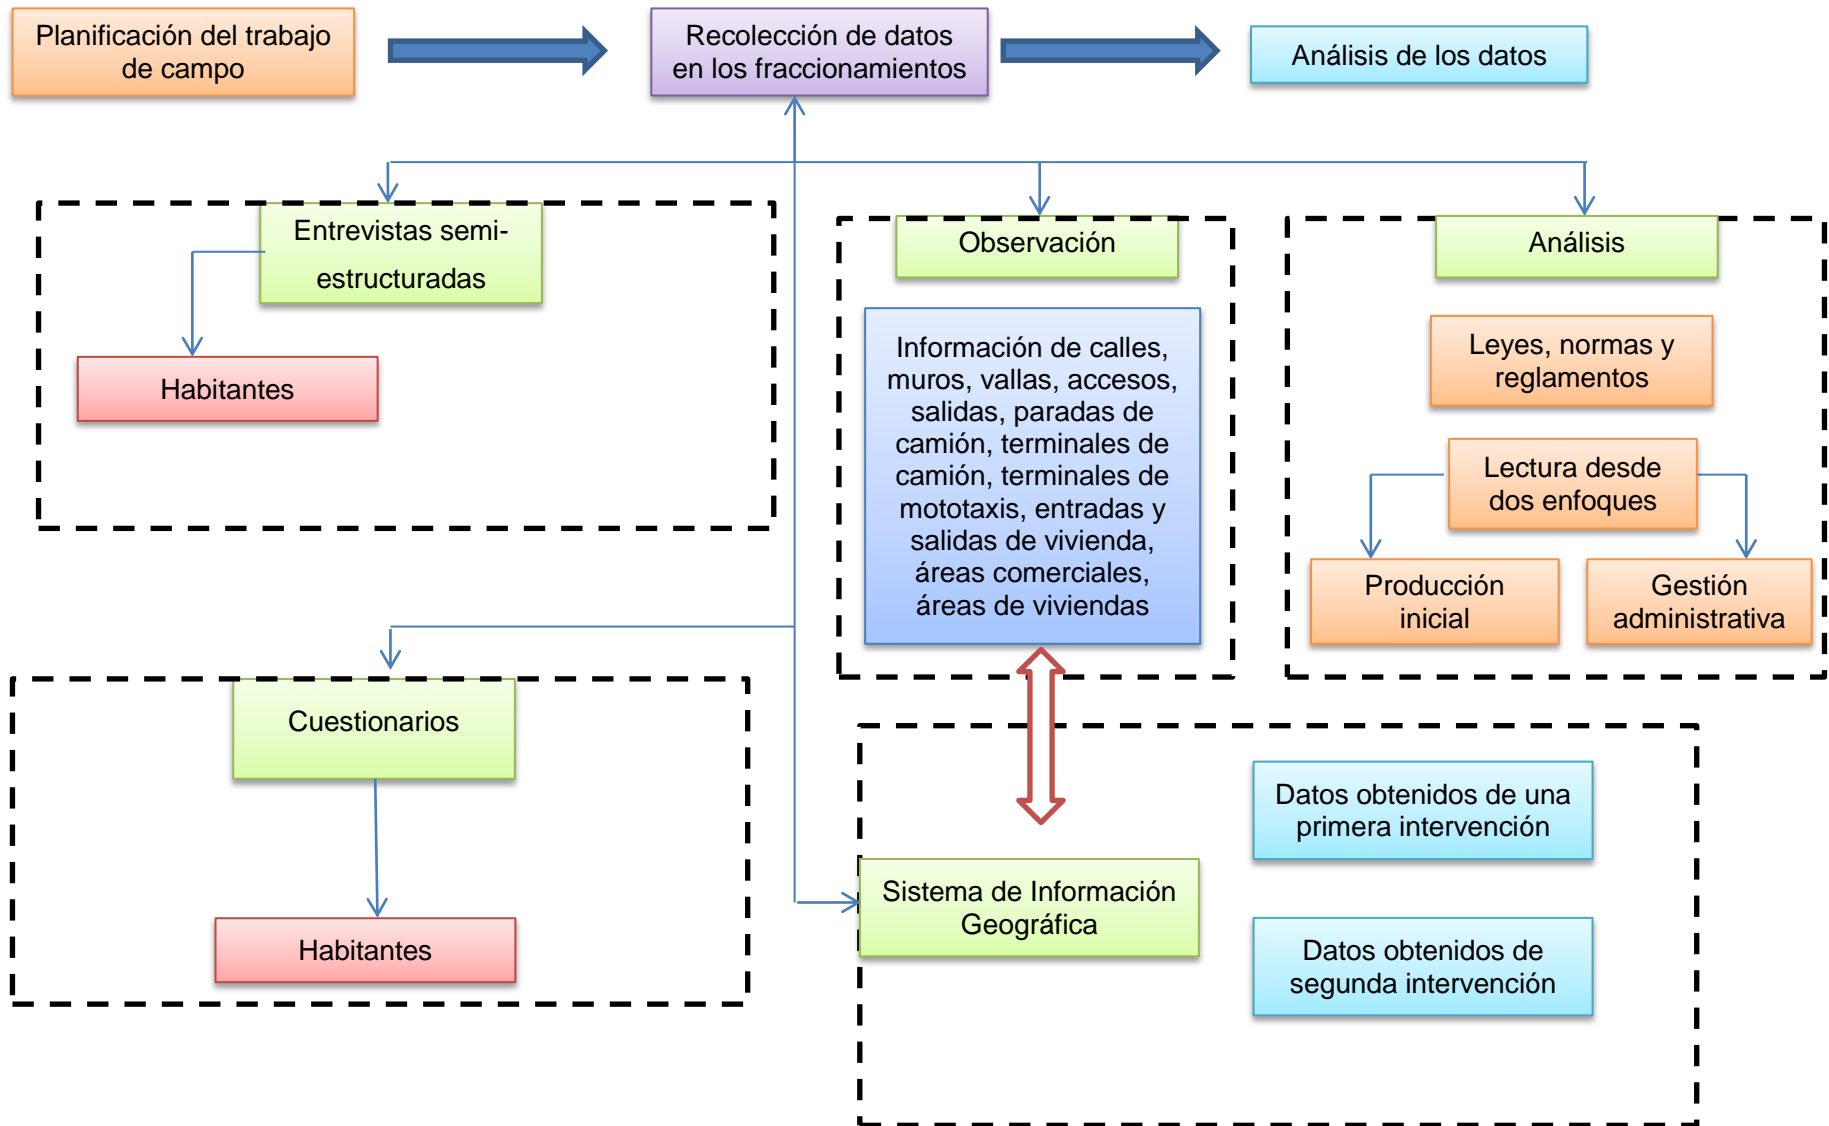 Planificación del trabajo
de campo
Recolección de datos
en los fraccionamientos
Análisis de los datos
Entrevistas semi-
estructuradas
Habitantes
Observación
Información de calles,
muros, vallas, accesos,
salidas, paradas de
camión, terminales de
camión, terminales de
mototaxis, entradas y
salidas de vivienda,
áreas comerciales,
áreas de viviendas
Análisis
Leyes, normas y
reglamentos
Lectura desde
dos enfoques
Producción
inicial
Gestión
administrativa
Cuestionarios
Habitantes
Sistema de Información
Geográfica
Datos obtenidos de una
primera intervención
Datos obtenidos de
segunda intervención